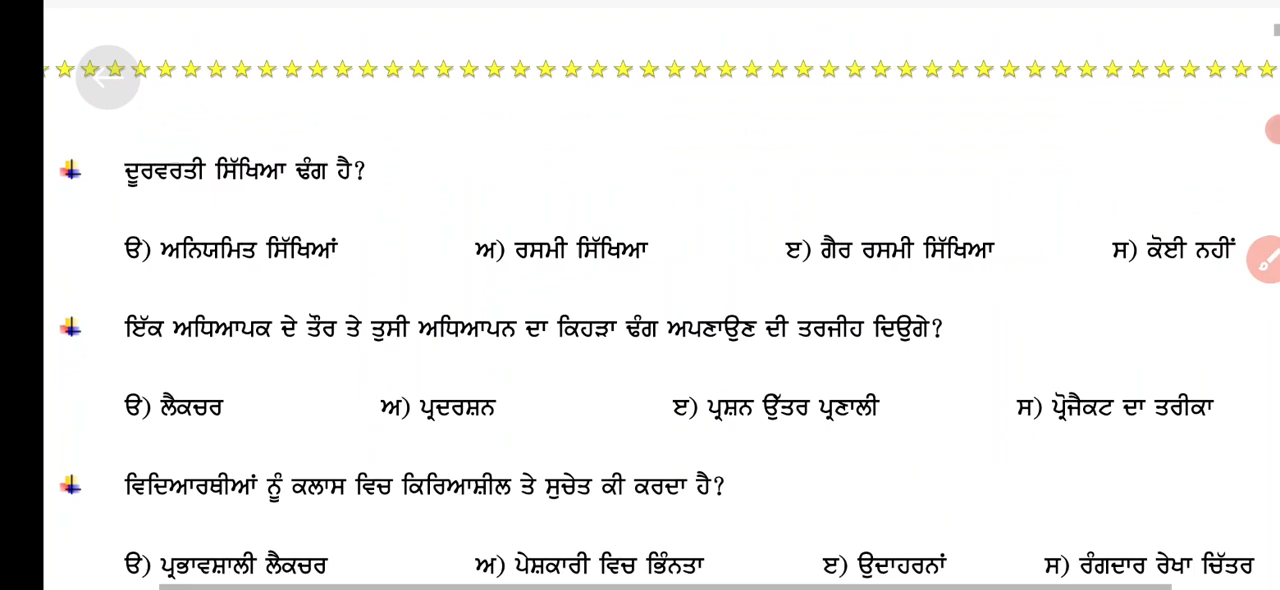 ਦੂਰਵਰਤੀ ਸਿੱਖਿਆ ਢੰਗ ਹੈ?
ੳ) ਅਨਿਯਮਿਤ ਸਿੱਖਿਆਂ ਅ) ਰਸਮੀ ਸਿੱਖਿਆ ੲ) ਗੈਰ ਰਸਮੀ ਸਿੱਖਿਆ ਸ) ਕੋਈ ਨਹੀਂ
ਇੱਕ ਅਧਿਆਪਕ ਦੇ ਤੌਰ ਤੇ ਤੁਸੀ ਅਧਿਆਪਨ ਦਾ ਕਿਹੜਾ ਢੰਗ ਅਪਣਾਉਣ ਦੀ ਤਰਜੀਹ ਦਿਉਗੇ?
ੳ) ਲੈਕਚਰ ਅ) ਪ੍ਰਦਰਸ਼ਨ ੲ) ਪ੍ਰਸ਼ਨ ਉੱਤਰ ਪ੍ਰਣਾਲੀ ਸ) ਪ੍ਰੋਜੈਕਟ ਦਾ ਤਰੀਕਾ
ਵਿਦਿਆਰਥੀਆਂ ਨੂੰ ਕਲਾਸ ਵਿਚ ਕਿਰਿਆਸ਼ੀਲ ਤੇ ਸੁਚੇਤ ਕੀ ਕਰਦਾ ਹੈ?
ੳ) ਪ੍ਰਭਾਵਸ਼ਾਲੀ ਲੈਕਚਰ ਅ) ਪੇਸ਼ਕਾਰੀ ਵਿਚ ਭਿੰਨਤਾ ੲ) ਉਦਾਹਰਨਾਂ ਸ) ਰੰਗਦਾਰ ਰੇਖਾ ਚਿੱਤਰ